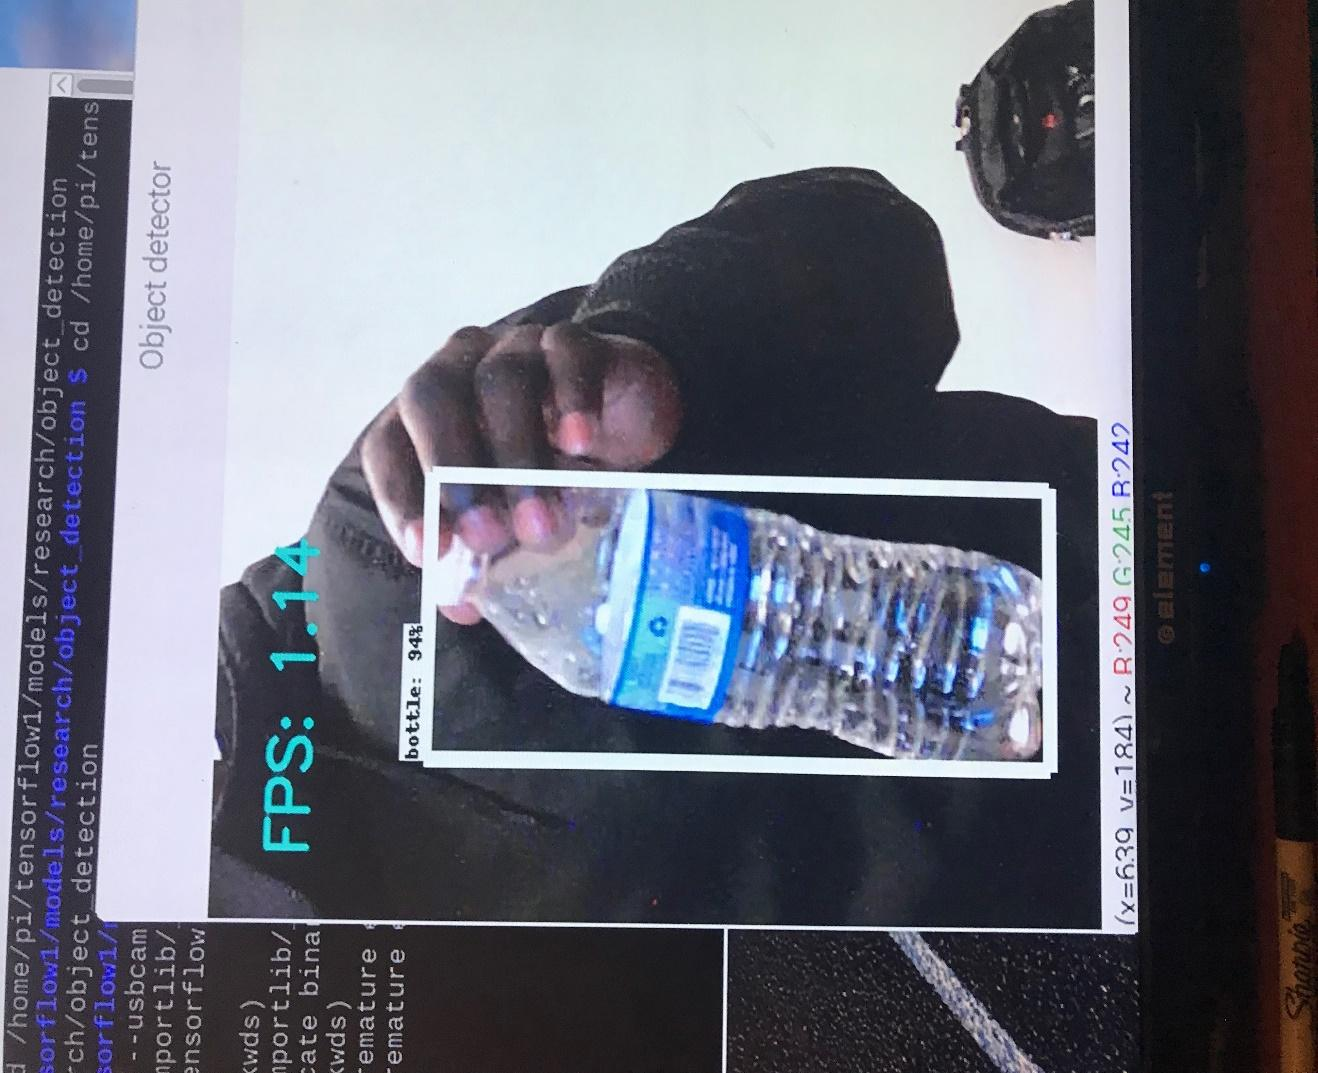 d /home/pi/tensorflow1/models/research/object_detection
sorflow1/models/research/object_detection $ cd /home/pi/tens
rch/object_detection
sorflow1/
--usbcam
mportlib/
ensorflow
kwds)
mportlib/
cate bina
kwds)
remature
remature
Object detector
FPS: 1.14
bottle: 94%
(x=639 y=184) ~ R:249 G:245 B:242
element
Sharpie